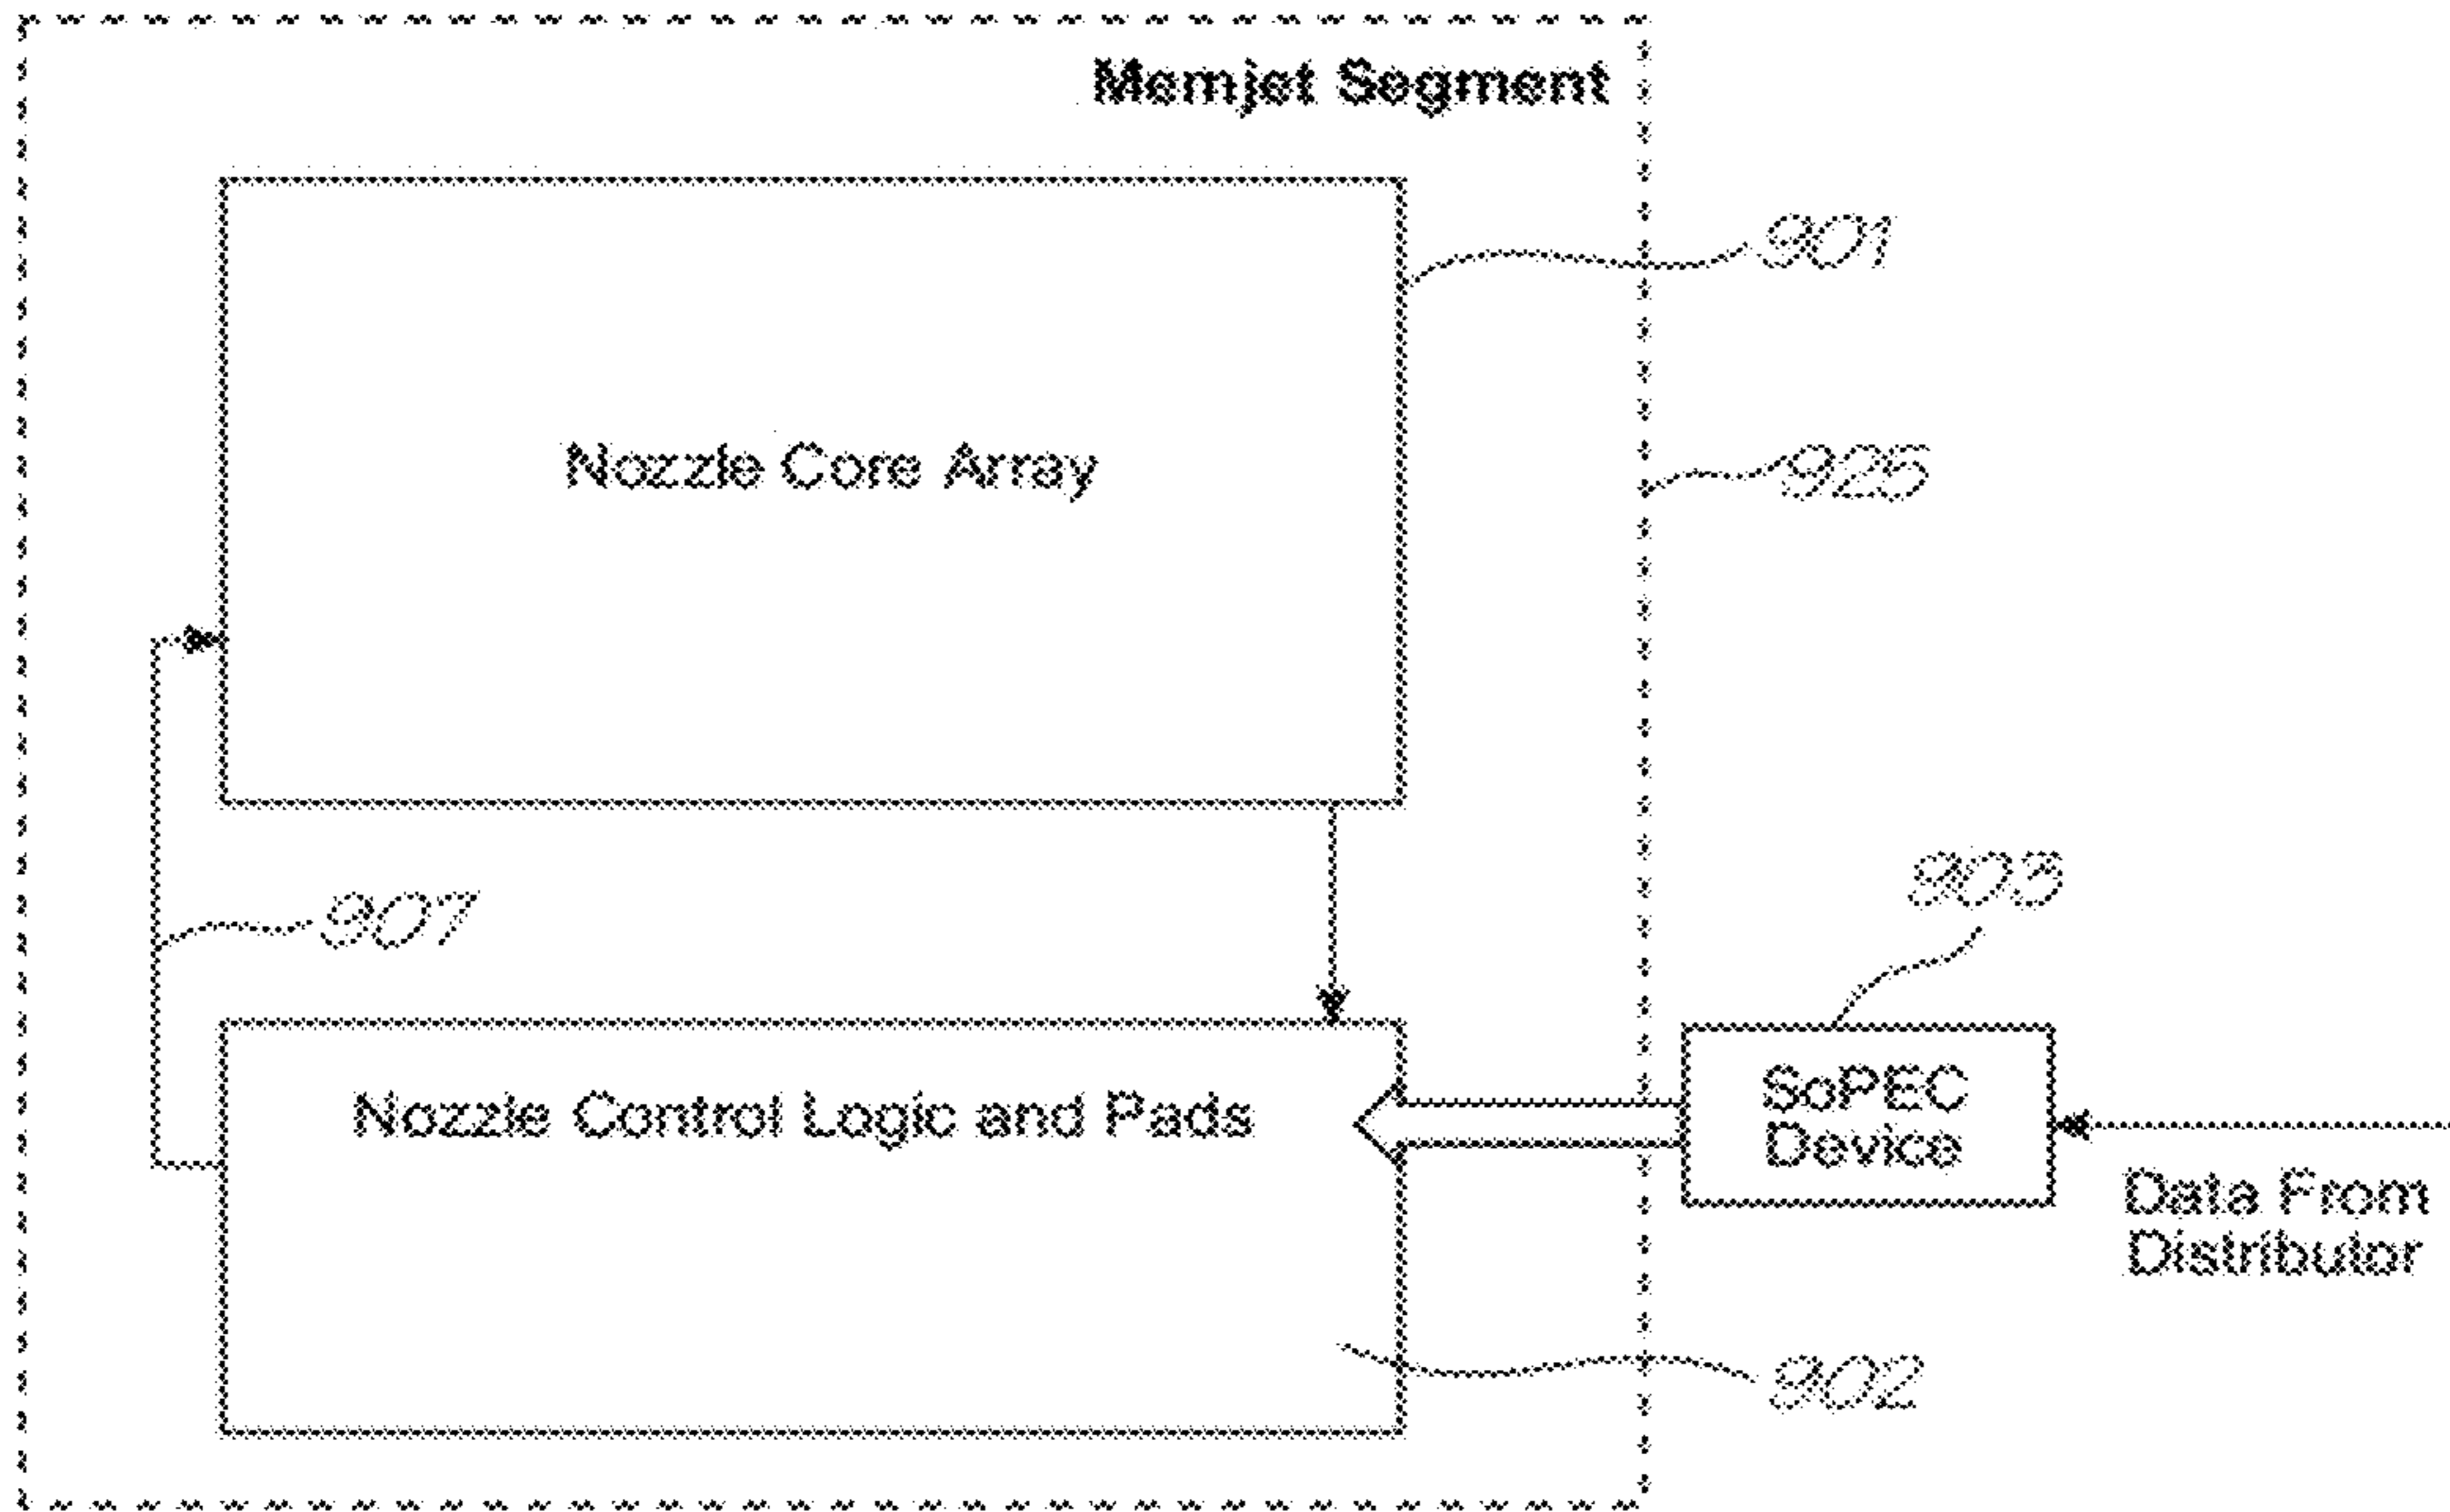 Memjet Segment
901
Nozzle Core Array
925
907
903
Nozzle Control Logic and Pads
SoPEC
Device
Data From
Distributor
902